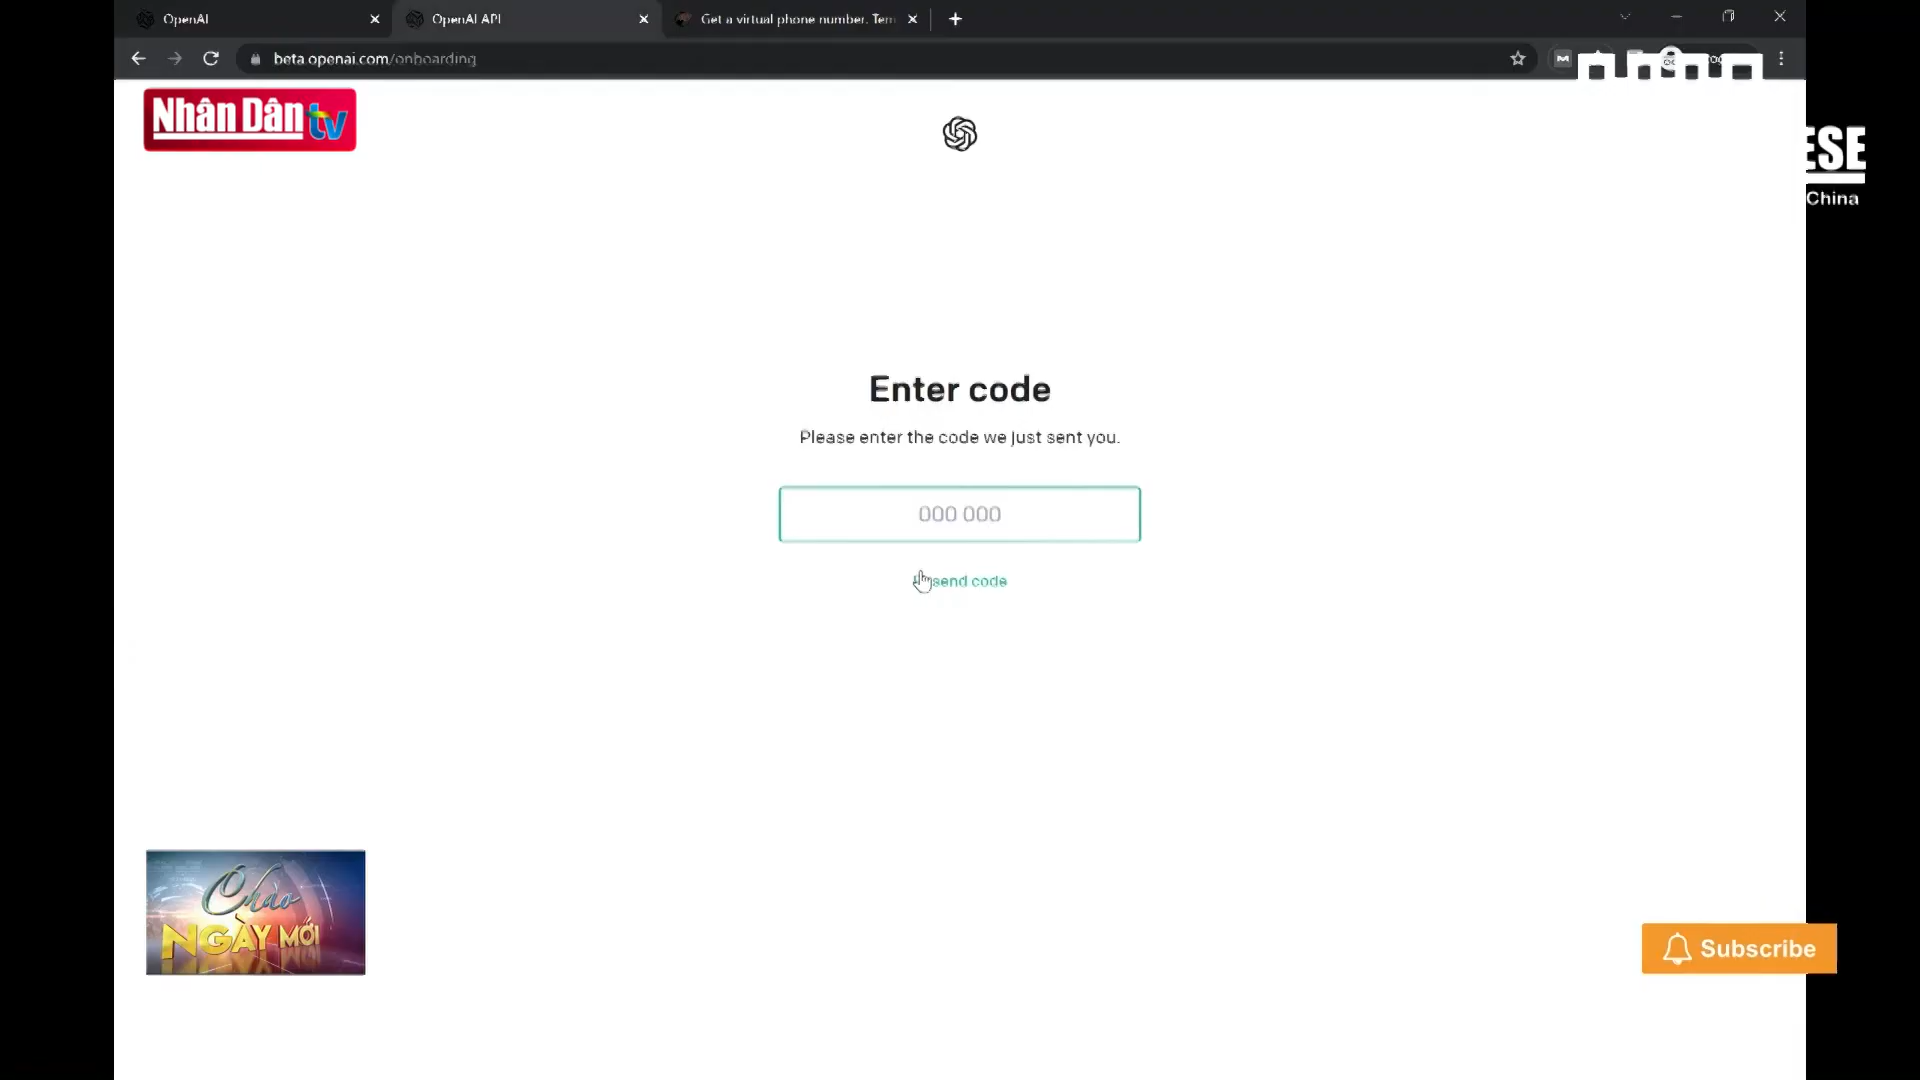 OpenAI
OpenAI API
Get a virtual phone number. Tem
beta.openai.com/onboarding
Nhân Dân tv
ESE
China
Enter code
Please enter the code we just sent you.
000 000
send code
Chào
NGÀY MỚI
Subscribe